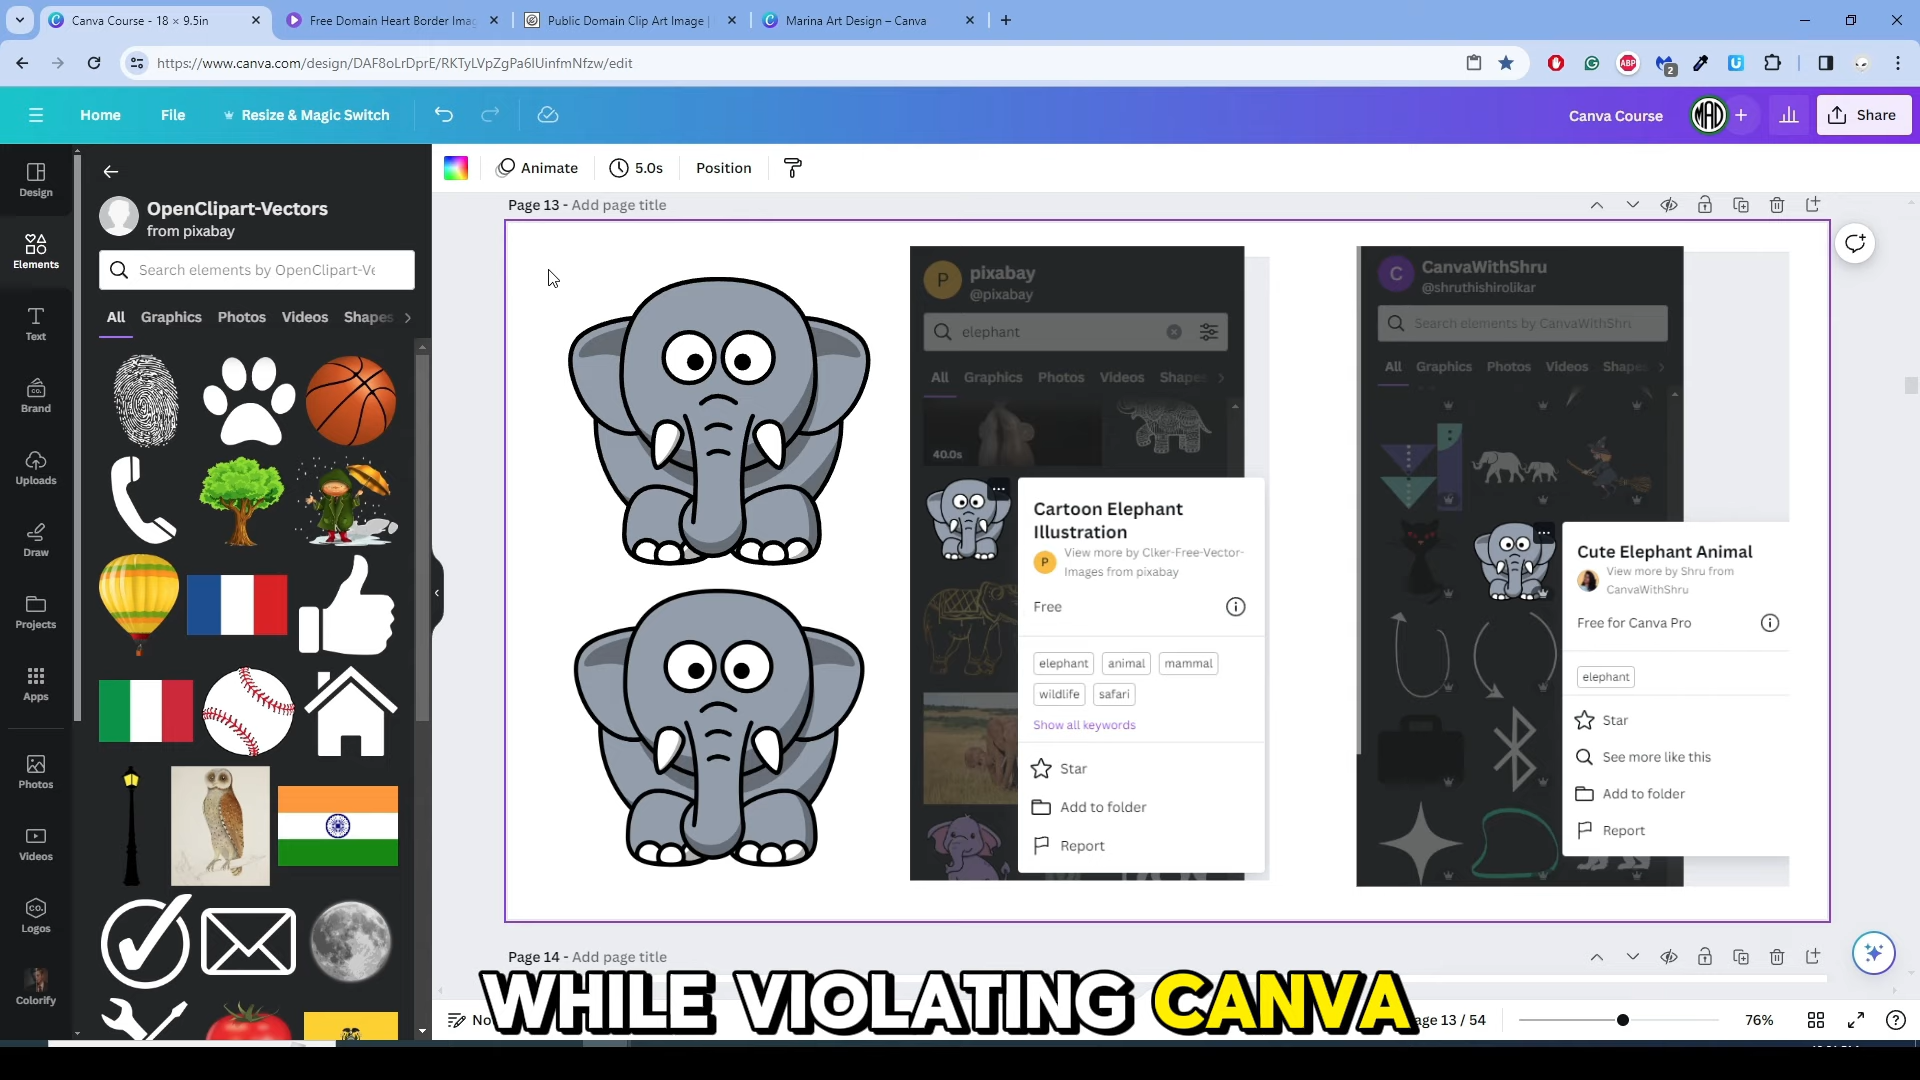 Canva Course - 18 × 9.5in
Free Domain Heart Border Imag
Public Domain Clip Art Image |
Marina Art Design – Canva
https://www.canva.com/design/DAF8oLrDprE/RKTyLVpZgPa6IUinfmNfzw/edit
ABP
2
Home
File
Resize & Magic Switch
Canva Course
MAD
Share
Design
Elements
Text
Brand
Uploads
Draw
Projects
Apps
Photos
Videos
Logos
Colorify
OpenClipart-Vectors
from pixabay
Search elements by OpenClipart-Ve
All Graphics Photos Videos Shapes
Animate
5.0s
Position
Page 13 - Add page title
P
pixabay
@pixabay
elephant
All Graphics Photos Videos Shapes
40.0s
Cartoon Elephant
Illustration
P
View more by Clker-Free-Vector-
Images from pixabay
Free
elephant animal mammal
wildlife safari
Show all keywords
Star
Add to folder
Report
C
CanvaWithShru
@shruthishirolikar
Search elements by CanvaWithShru
All Graphics Photos Videos Shapes
Cute Elephant Animal
View more by Shru from
CanvaWithShru
Free for Canva Pro
elephant
Star
See more like this
Add to folder
Report
Page 14 - Add page title
WHILE VIOLATING CANVA
No
age 13 / 54
76%